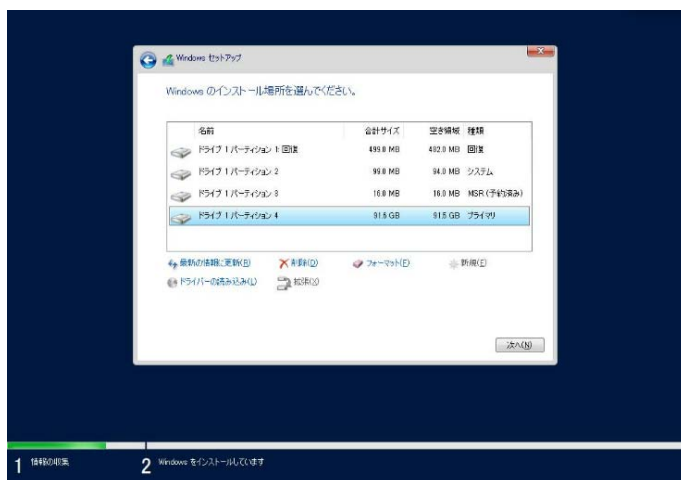 Windows セットアップ
Windows のインストール場所を選んでください。
名前 合計サイズ 空き領域 種類
ドライブ 1 パーティション 1: 回復 499.0 MB 482.0 MB 回復
ドライブ 1 パーティション 2 99.0 MB 94.0 MB システム
ドライブ 1 パーティション 3 16.0 MB 16.0 MB MSR (予約済み)
ドライブ 1 パーティション 4 91.5 GB 91.5 GB プライマリ
最新の情報に更新(R) 削除(D) フォーマット(F) 新規(E)
ドライバーの読み込み(L) 拡張(X)
次へ(N)
1 情報の収集 2 Windows をインストールしています